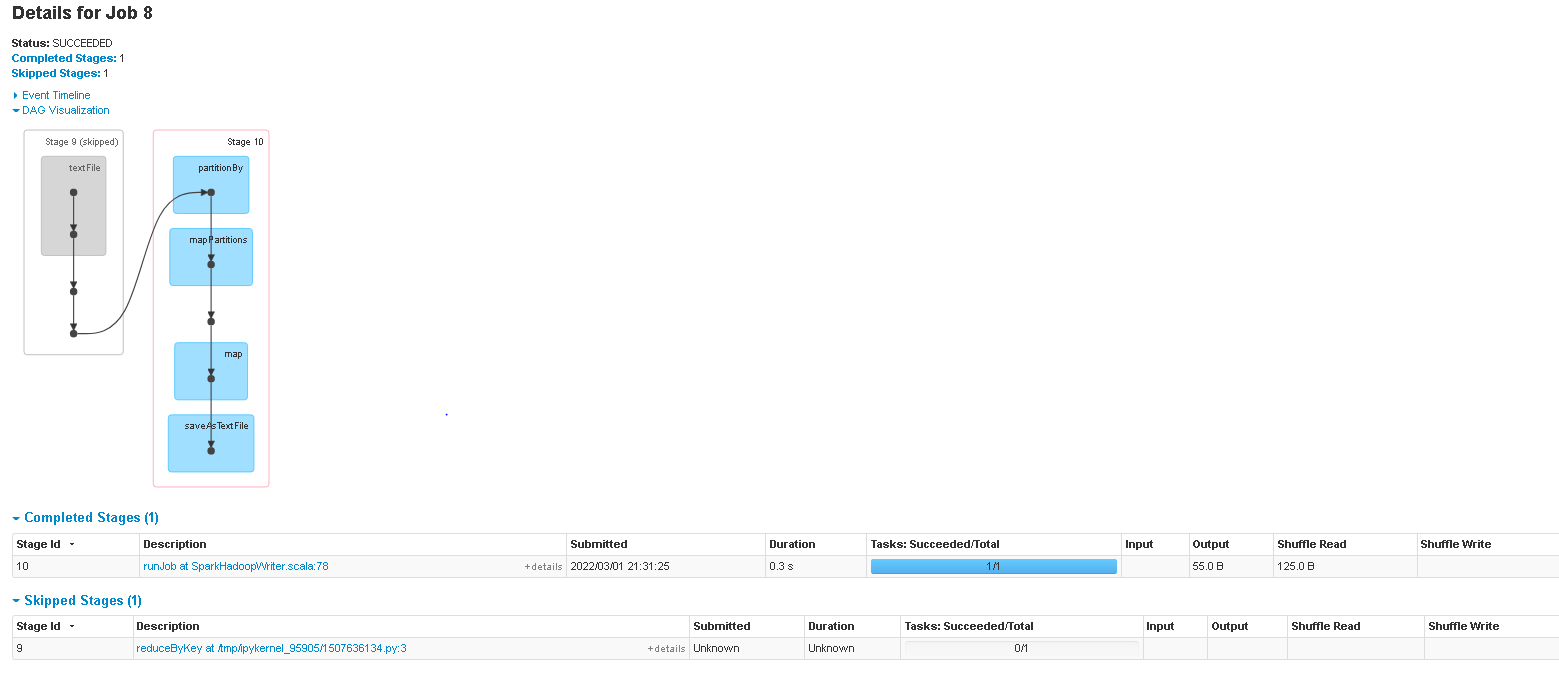 Details for Job 8
Status: SUCCEEDED
Completed Stages: 1
Skipped Stages: 1
Event Timeline
DAG Visualization
Stage 9 (skipped)
textFile
Stage 10
partitionBy
mapPartitions
map
saveAsTextFile
Completed Stages (1)
Stage Id Description Submitted Duration Tasks: Succeeded/Total Input Output Shuffle Read Shuffle Write
10 runJob at SparkHadoopWriter.scala:78 +details 2022/03/01 21:31:25 0.3 s 1/1 55.0 B 125.0 B
Skipped Stages (1)
Stage Id Description Submitted Duration Tasks: Succeeded/Total Input Output Shuffle Read Shuffle Write
9 reduceByKey at /tmp/ipykernel_95905/1507636134.py:3 +details Unknown Unknown 0/1